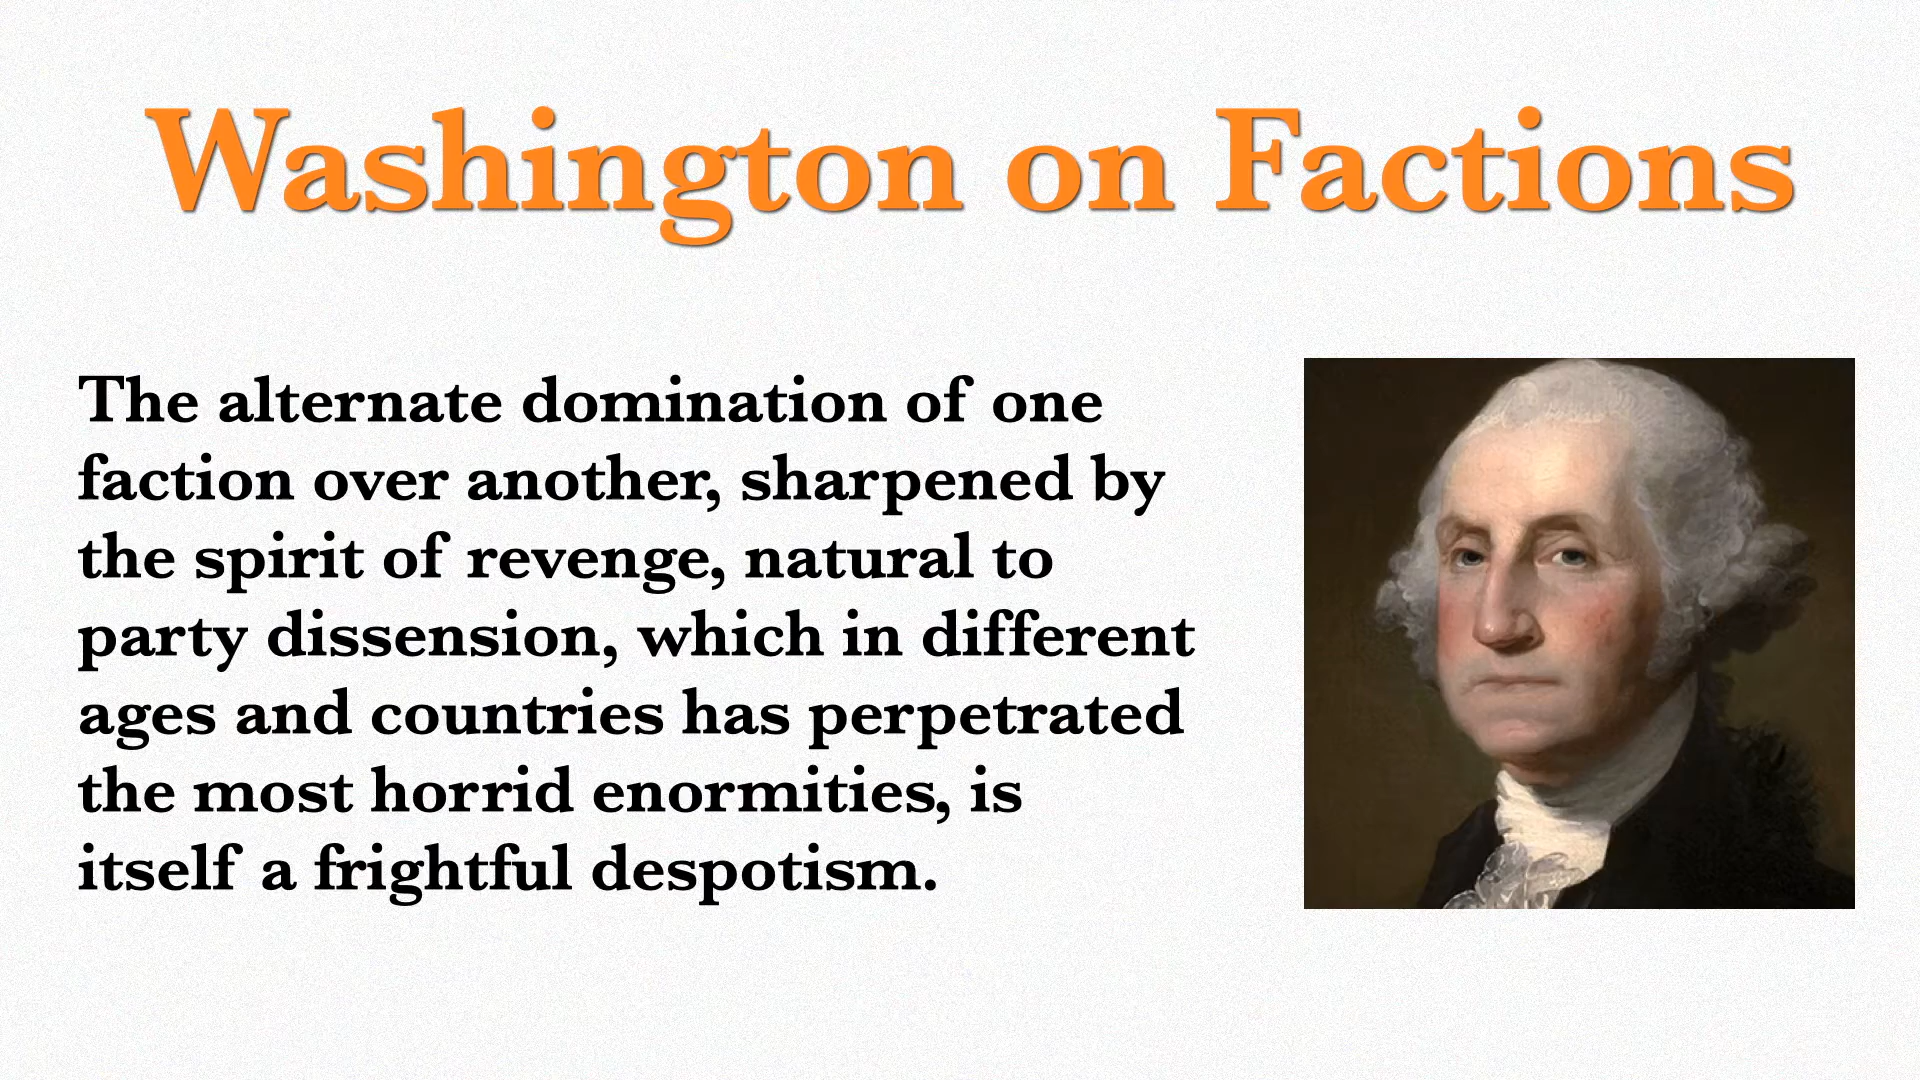 Washington on Factions
The alternate domination of one
faction over another, sharpened by
the spirit of revenge, natural to
party dissension, which in different
ages and countries has perpetrated
the most horrid enormities, is
itself a frightful despotism.